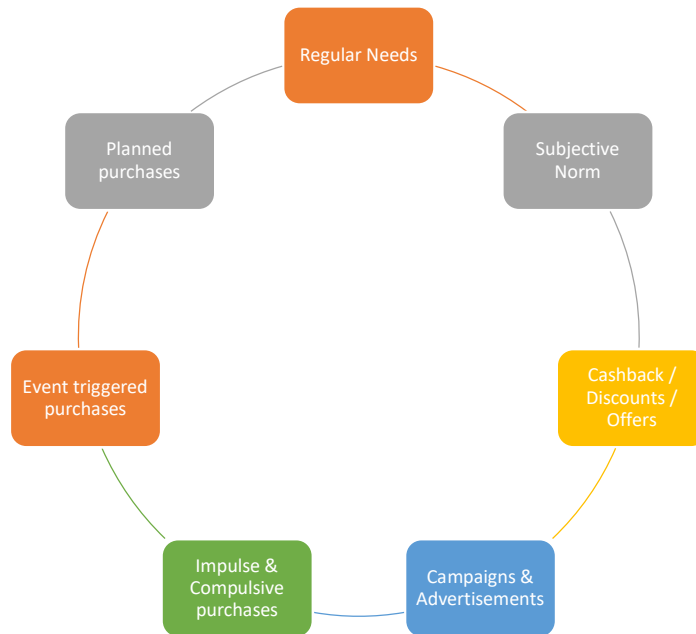 Regular Needs
Planned
purchases
Subjective
Norm
Event triggered
purchases
Cashback /
Discounts /
Offers
Impulse &
Compulsive
purchases
Campaigns &
Advertisements